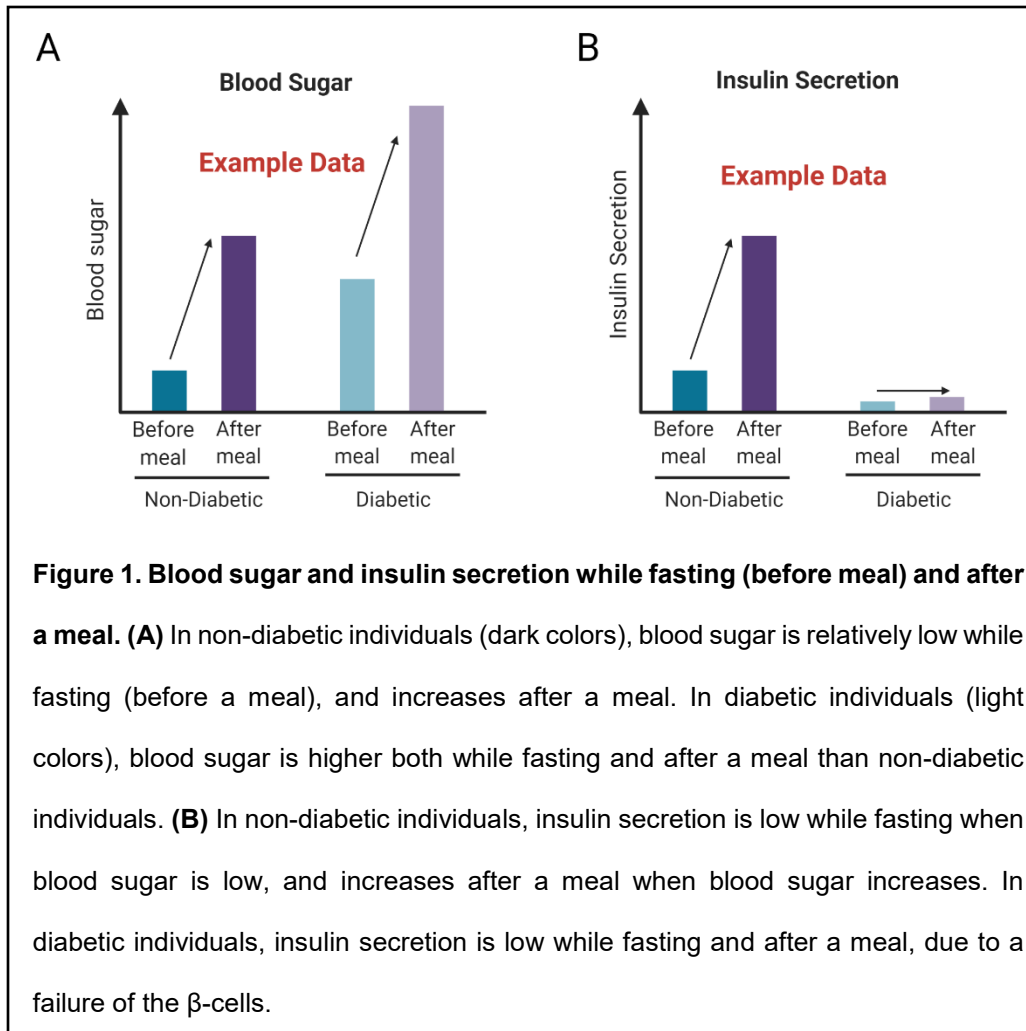 A
Blood Sugar
Example Data
Blood sugar
Before
meal
After
meal
Before
meal
After
meal
Non-Diabetic
Diabetic
B
Insulin Secretion
Example Data
Insulin Secretion
Before
meal
After
meal
Before
meal
After
meal
Non-Diabetic
Diabetic
Figure 1. Blood sugar and insulin secretion while fasting (before meal) and after
a meal. (A) In non-diabetic individuals (dark colors), blood sugar is relatively low while
fasting (before a meal), and increases after a meal. In diabetic individuals (light
colors), blood sugar is higher both while fasting and after a meal than non-diabetic
individuals. (B) In non-diabetic individuals, insulin secretion is low while fasting when
blood sugar is low, and increases after a meal when blood sugar increases. In
diabetic individuals, insulin secretion is low while fasting and after a meal, due to a
failure of the β-cells.